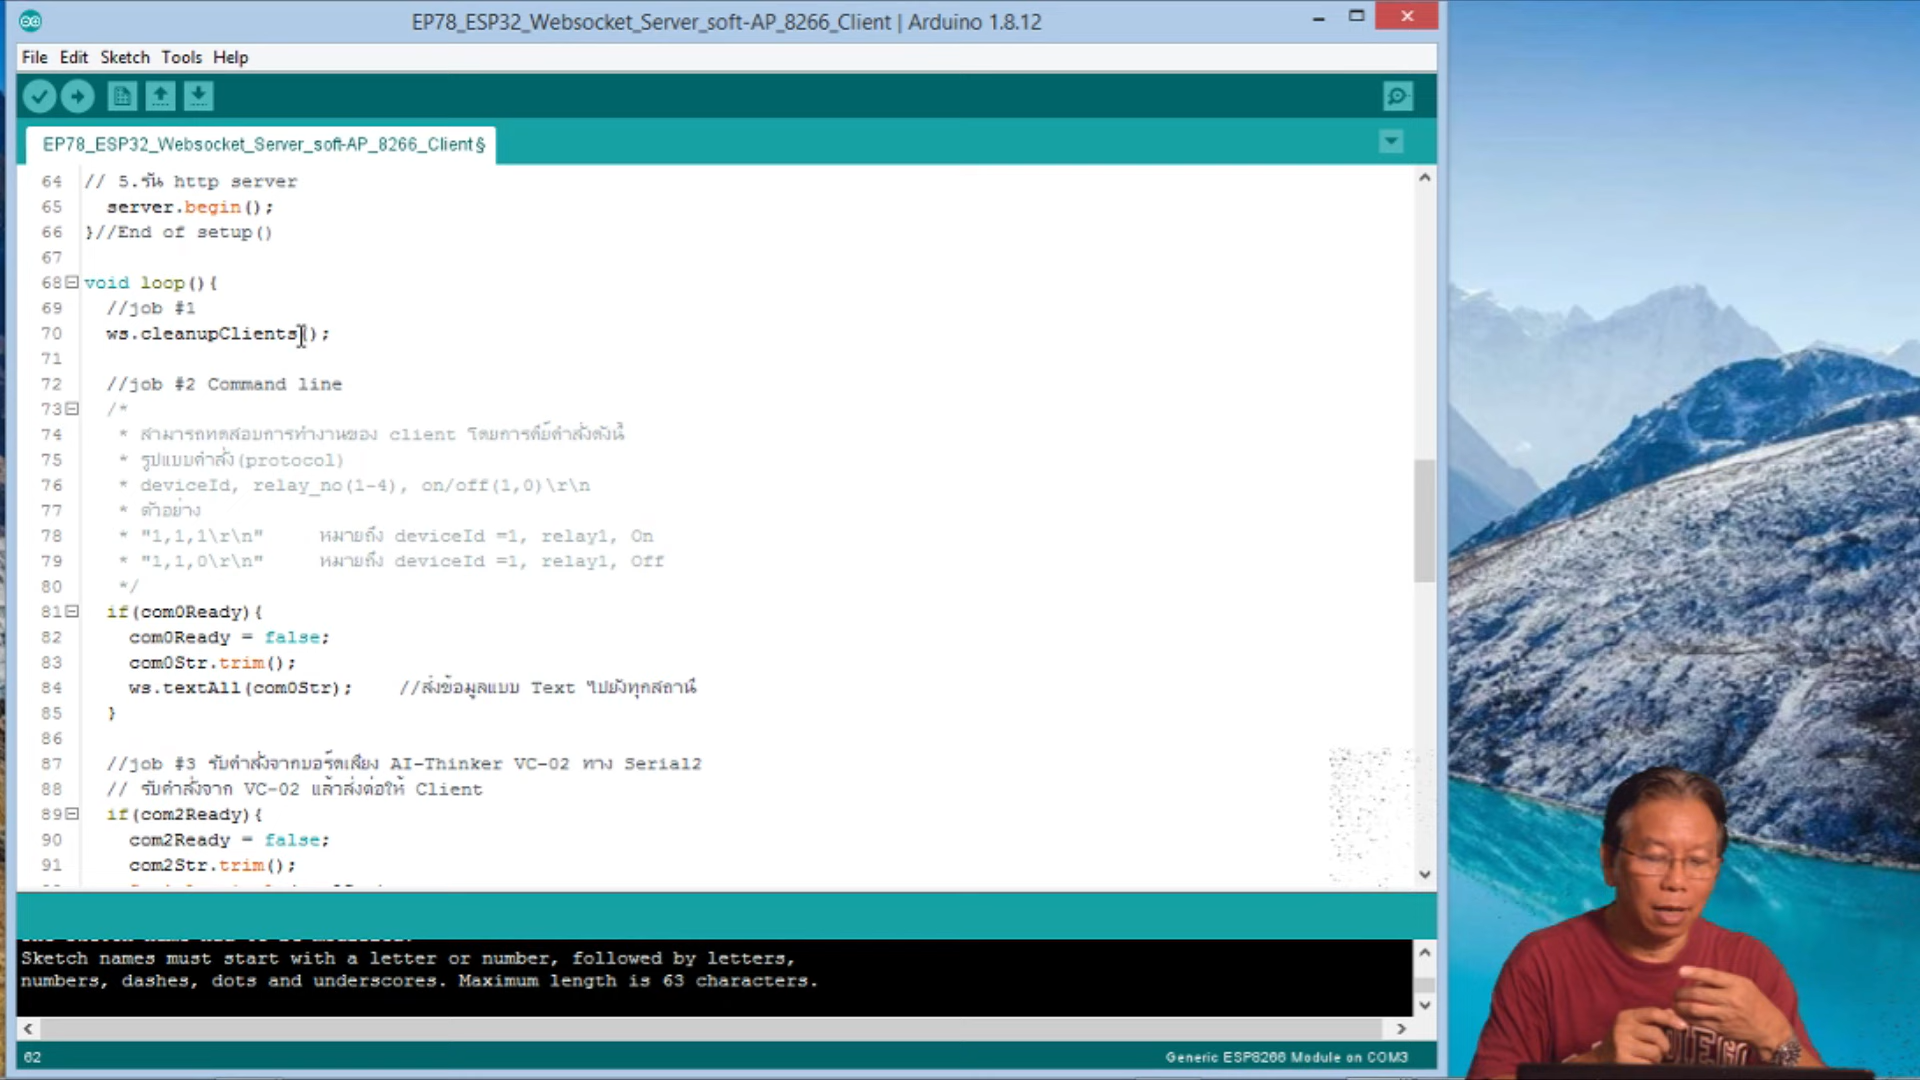 EP78_ESP32_Websocket_Server_soft-AP_8266_Client | Arduino 1.8.12
File Edit Sketch Tools Help
EP78_ESP32_Websocket_Server_soft-AP_8266_Client§
64 // 5.รัน http server
65 server.begin();
66 }//End of setup()
67
68 void loop(){
69 //job #1
70 ws.cleanupClients();
71
72 //job #2 Command line
73 /*
74 * สามารถทดสอบการทำงานของ client โดยการคีย์คำสั่งดังนี้
75 * รูปแบบคำสั่ง(protocol)
76 * deviceId, relay_no(1-4), on/off(1,0)\r\n
77 * ตัวอย่าง
78 * "1,1,1\r\n" หมายถึง deviceId =1, relay1, On
79 * "1,1,0\r\n" หมายถึง deviceId =1, relay1, Off
80 */
81 if(com0Ready){
82 com0Ready = false;
83 com0Str.trim();
84 ws.textAll(com0Str); //ส่งข้อมูลแบบ Text ไปยังทุกสถานี
85 }
86
87 //job #3 รับคำสั่งจากบอร์ดเสียง AI-Thinker VC-02 ทาง Serial2
88 // รับคำสั่งจาก VC-02 แล้วส่งต่อให้ Client
89 if(com2Ready){
90 com2Ready = false;
91 com2Str.trim();
Sketch names must start with a letter or number, followed by letters,
numbers, dashes, dots and underscores. Maximum length is 63 characters.
62
Generic ESP8266 Module on COM3